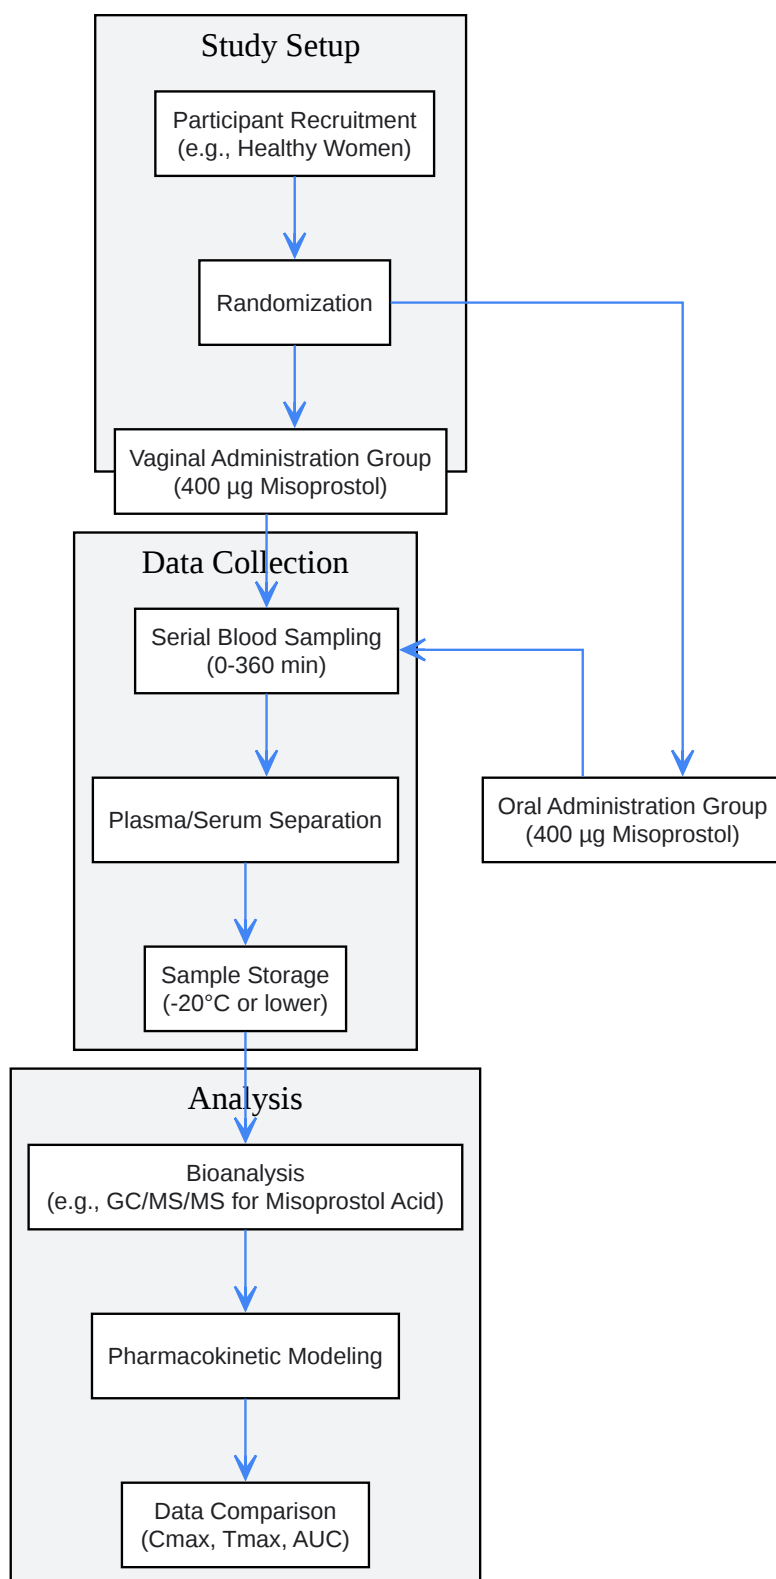 Study Setup
Participant Recruitment
(e.g., Healthy Women)
Randomization
Vaginal Administration Group
(400 µg Misoprostol)
Data Collection
Serial Blood Sampling
(0-360 min)
Plasma/Serum Separation
Oral Administration Group
(400 µg Misoprostol)
Sample Storage
(-20°C or lower)
Analysis
Bioanalysis
(e.g., GC/MS/MS for Misoprostol Acid)
Pharmacokinetic Modeling
Data Comparison
(Cmax, Tmax, AUC)